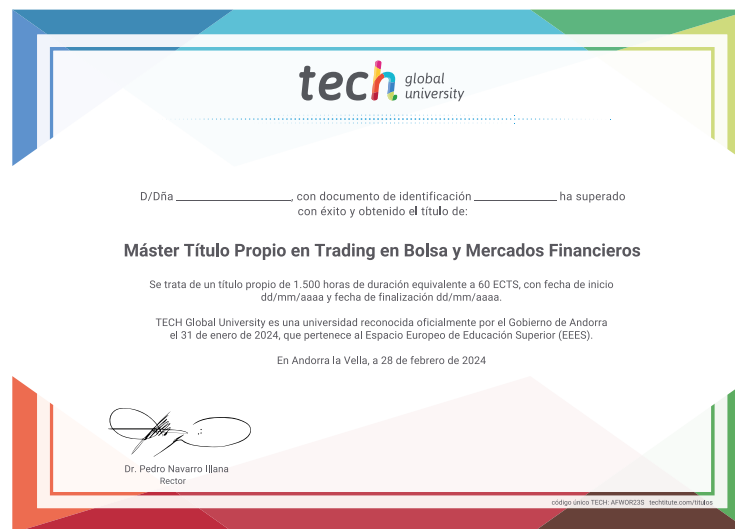 tech global university
D/Dña ____________________, con documento de identificación ______________ ha superado
con éxito y obtenido el título de:
Máster Título Propio en Trading en Bolsa y Mercados Financieros
Se trata de un título propio de 1.500 horas de duración equivalente a 60 ECTS, con fecha de inicio
dd/mm/aaaa y fecha de finalización dd/mm/aaaa.
TECH Global University es una universidad reconocida oficialmente por el Gobierno de Andorra
el 31 de enero de 2024, que pertenece al Espacio Europeo de Educación Superior (EEES).
En Andorra la Vella, a 28 de febrero de 2024
Dr. Pedro Navarro Illana
Rector
código único TECH: AFWOR23S techtitute.com/titulos